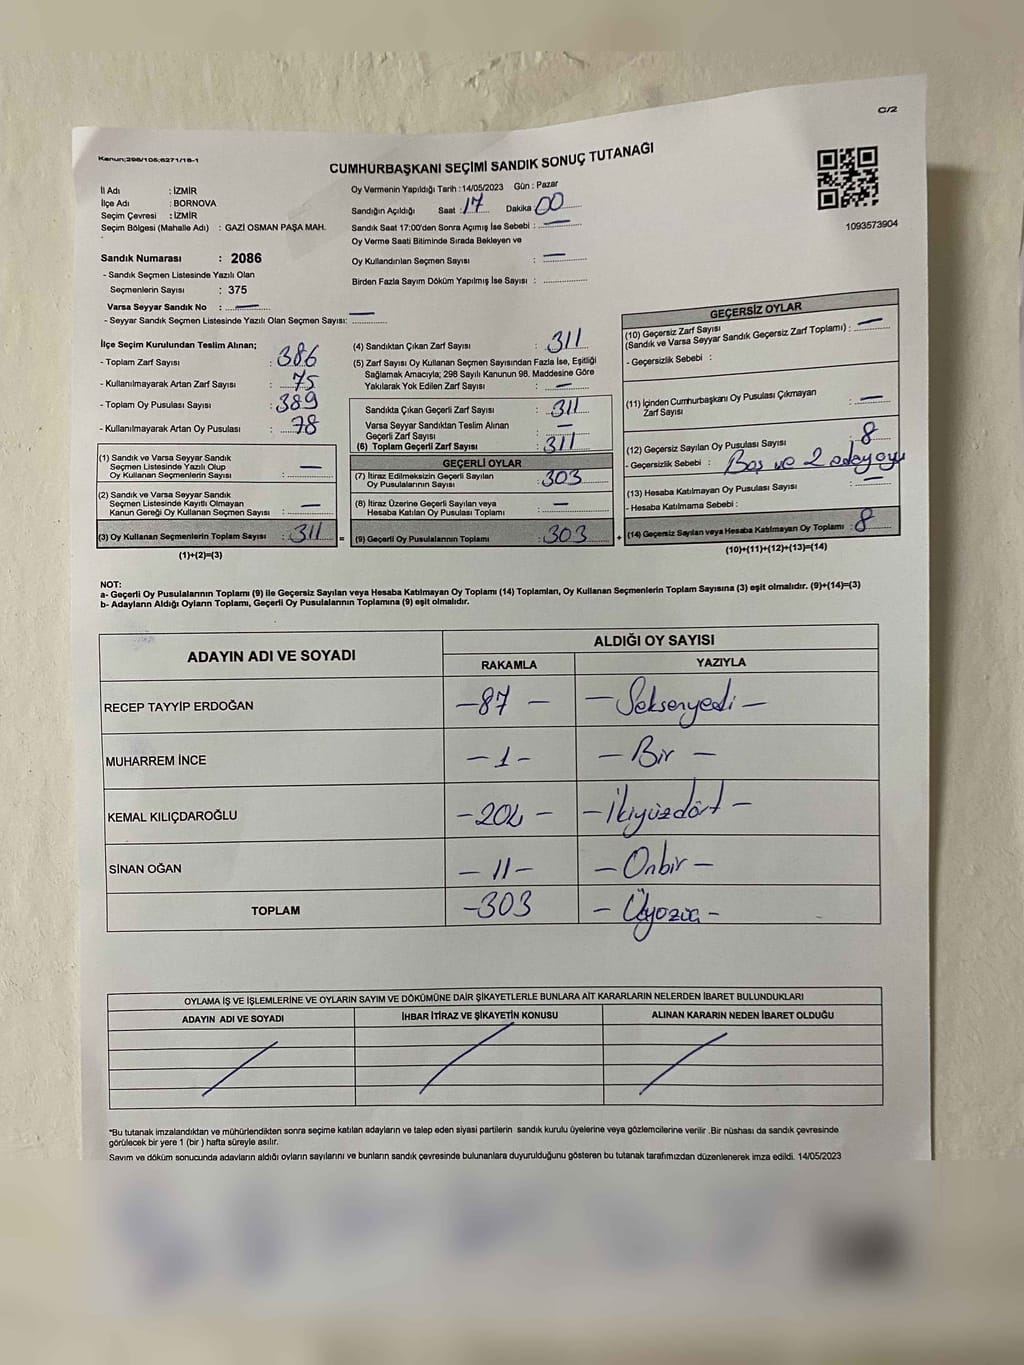 C/2
Kanun;298/105;6271/18-1
CUMHURBAŞKANI SEÇİMİ SANDIK SONUÇ TUTANAĞI
İl Adı : İZMİR
İlçe Adı : BORNOVA
Seçim Çevresi : İZMİR
Seçim Bölgesi (Mahalle Adı) : GAZİ OSMAN PAŞA MAH.
Oy Vermenin Yapıldığı Tarih : 14/05/2023 Gün : Pazar
Sandığın Açıldığı Saat : 17 Dakika 00
Sandık Saat 17:00'den Sonra Açımış İse Sebebi : —
Oy Verme Saati Bitiminde Sırada Bekleyen ve
Oy Kullandırılan Seçmen Sayısı : —
Birden Fazla Sayım Döküm Yapılmış İse Sayısı :
1093573904
Sandık Numarası : 2086
- Sandık Seçmen Listesinde Yazılı Olan
Seçmenlerin Sayısı : 375
Varsa Seyyar Sandık No : —
- Seyyar Sandık Seçmen Listesinde Yazılı Olan Seçmen Sayısı: —
İlçe Seçim Kurulundan Teslim Alınan;
- Toplam Zarf Sayısı : 386
- Kullanılmayarak Artan Zarf Sayısı : 75
- Toplam Oy Pusulası Sayısı : 389
- Kullanılmayarak Artan Oy Pusulası : 78
(1) Sandık ve Varsa Seyyar Sandık
Seçmen Listesinde Yazılı Olup
Oy Kullanan Seçmenlerin Sayısı : —
(2) Sandık ve Varsa Seyyar Sandık
Seçmen Listesinde Kayıtlı Olmayan
Kanun Gereği Oy Kullanan Seçmen Sayısı : —
(3) Oy Kullanan Seçmenlerin Toplam Sayısı : 311 =
(1)+(2)=(3)
(4) Sandıktan Çıkan Zarf Sayısı : 311
(5) Zarf Sayısı Oy Kullanan Seçmen Sayısından Fazla İse, Eşitliği
Sağlamak Amacıyla; 298 Sayılı Kanunun 98. Maddesine Göre
Yakılarak Yok Edilen Zarf Sayısı : —
Sandıkta Çıkan Geçerli Zarf Sayısı : 311
Varsa Seyyar Sandıktan Teslim Alınan
Geçerli Zarf Sayısı : —
(6) Toplam Geçerli Zarf Sayısı : 311
GEÇERLİ OYLAR
(7) İtiraz Edilmeksizin Geçerli Sayılan
Oy Pusulalarının Sayısı : 303
(8) İtiraz Üzerine Geçerli Sayılan veya
Hesaba Katılan Oy Pusulası Toplamı : —
(9) Geçerli Oy Pusulalarının Toplamı : 303 +
GEÇERSİZ OYLAR
(10) Geçersiz Zarf Sayısı
(Sandık ve Varsa Seyyar Sandık Geçersiz Zarf Toplamı) : —
- Geçersizlik Sebebi :
(11) İçinden Cumhurbaşkanı Oy Pusulası Çıkmayan
Zarf Sayısı : —
(12) Geçersiz Sayılan Oy Pusulası Sayısı : 8
- Geçersizlik Sebebi : Boş ve 2 aday oyu
(13) Hesaba Katılmayan Oy Pusulası Sayısı : —
- Hesaba Katılmama Sebebi :
(14) Geçersiz Sayılan veya Hesaba Katılmayan Oy Toplamı : 8
(10)+(11)+(12)+(13)=(14)
NOT:
a- Geçerli Oy Pusulalarının Toplamı (9) ile Geçersiz Sayılan veya Hesaba Katılmayan Oy Toplamı (14) Toplamları, Oy Kullanan Seçmenlerin Toplam Sayısına (3) eşit olmalıdır. (9)+(14)=(3)
b- Adayların Aldığı Oyların Toplamı, Geçerli Oy Pusulalarının Toplamına (9) eşit olmalıdır.
ADAYIN ADI VE SOYADI ALDIĞI OY SAYISI
RAKAMLA YAZIYLA
RECEP TAYYİP ERDOĞAN -87- -Seksenyedi-
MUHARREM İNCE -1- -Bir-
KEMAL KILIÇDAROĞLU -204- -İkiyüzdört-
SİNAN OĞAN -11- -Onbir-
TOPLAM -303
OYLAMA İŞ VE İŞLEMLERİNE VE OYLARIN SAYIM VE DÖKÜMÜNE DAİR ŞİKAYETLERLE BUNLARA AİT KARARLARIN NELERDEN İBARET BULUNDUKLARI
ADAYIN ADI VE SOYADI İHBAR İTİRAZ VE ŞİKAYETİN KONUSU ALINAN KARARIN NEDEN İBARET OLDUĞU
*Bu tutanak imzalandıktan ve mühürlendikten sonra seçime katılan adayların ve talep eden siyasi partilerin sandık kurulu üyelerine veya gözlemcilerine verilir .Bir nüshası da sandık çevresinde
görülecek bir yere 1 (bir ) hafta süreyle asılır.
Sayım ve döküm sonucunda adayların aldığı oyların sayılarını ve bunların sandık çevresinde bulunanlara duyurulduğunu gösteren bu tutanak tarafımızdan düzenlenerek imza edildi. 14/05/2023